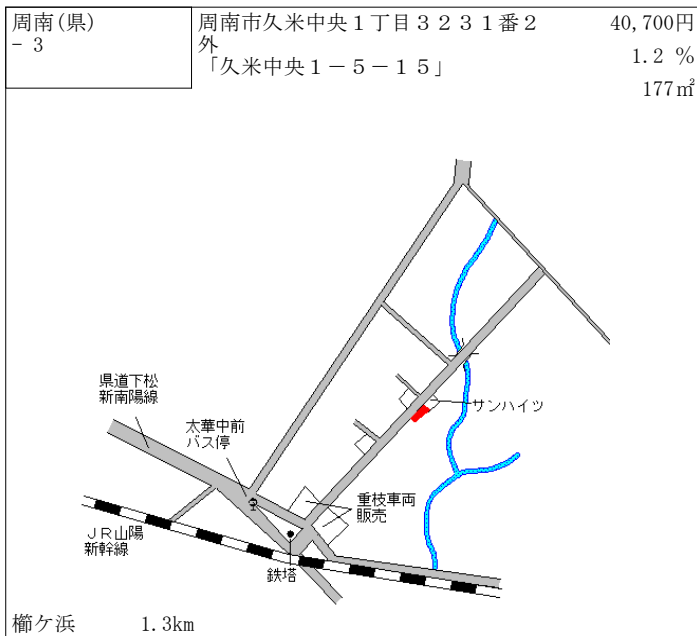 周南(県)
- 3
周南市久米中央１丁目３２３１番２
外
「久米中央１－５－１５」
40,700円
1.2 %
177㎡
県道下松
新南陽線
太華中前
バス停
サンハイツ
重枝車両
販売
ＪＲ山陽
新幹線
鉄塔
櫛ケ浜 1.3km